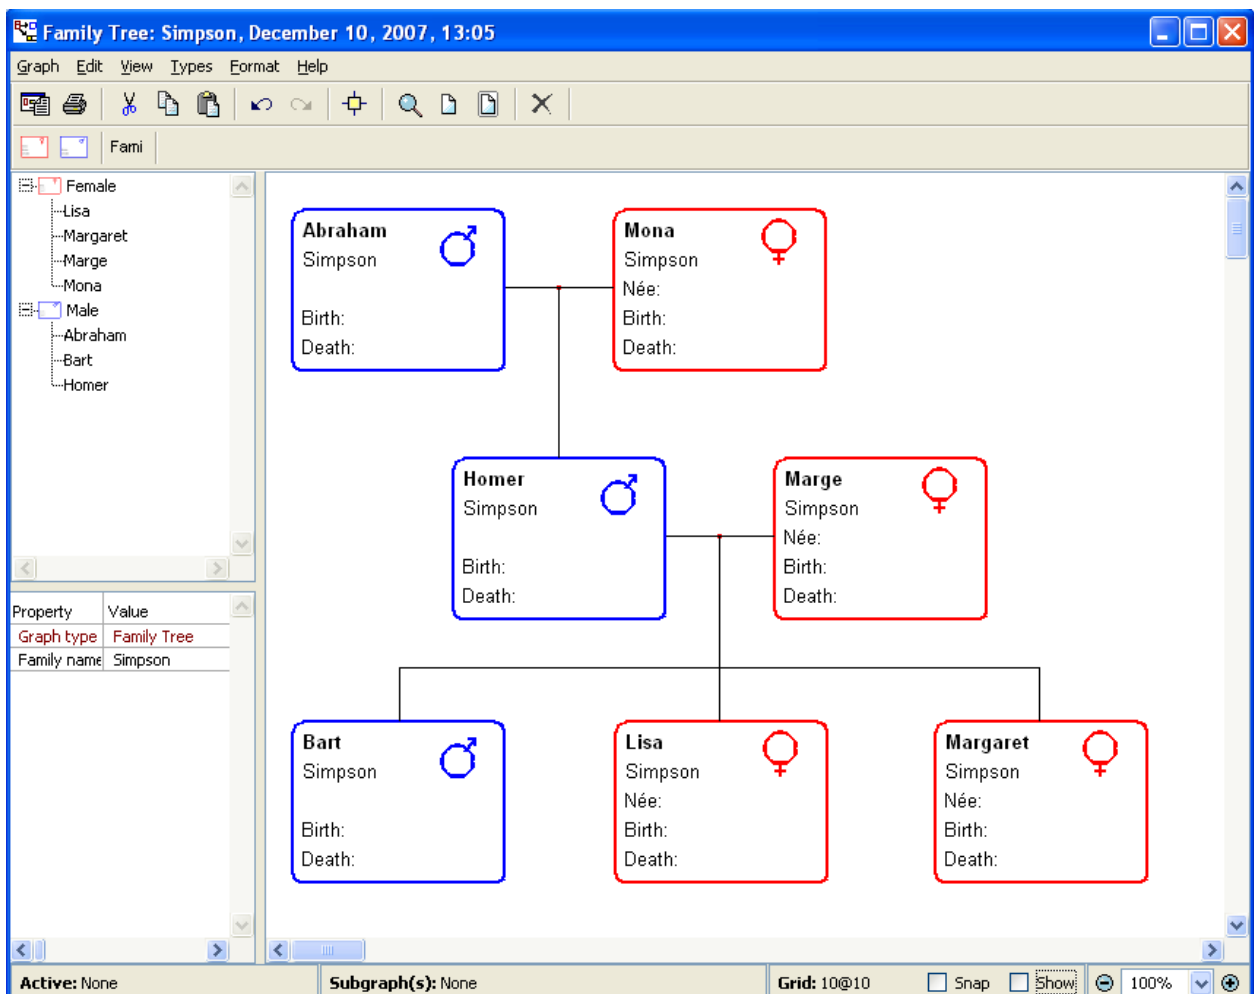 Family Tree: Simpson, December 10, 2007, 13:05
Graph Edit View Types Format Help
Fami
Female
Lisa
Margaret
Marge
Mona
Male
Abraham
Bart
Homer
Property Value
Graph type Family Tree
Family name Simpson
Abraham
Simpson
Birth:
Death:
Mona
Simpson
Née:
Birth:
Death:
Homer
Simpson
Birth:
Death:
Marge
Simpson
Née:
Birth:
Death:
Bart
Simpson
Birth:
Death:
Lisa
Simpson
Née:
Birth:
Death:
Margaret
Simpson
Née:
Birth:
Death:
Active: None Subgraph(s): None Grid: 10@10 Snap Show 100%